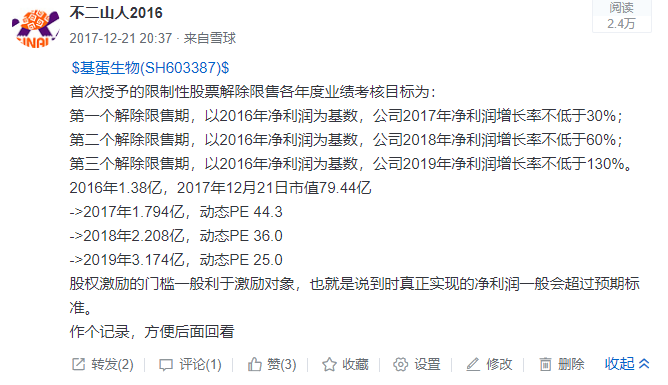 不二山人2016
阅读
2.4万
2017-12-21 20:37 · 来自雪球
$基蛋生物(SH603387)$
首次授予的限制性股票解除限售各年度业绩考核目标为：
第一个解除限售期，以2016年净利润为基数，公司2017年净利润增长率不低于30%；
第二个解除限售期，以2016年净利润为基数，公司2018年净利润增长率不低于60%；
第三个解除限售期，以2016年净利润为基数，公司2019年净利润增长率不低于130%。
2016年1.38亿，2017年12月21日市值79.44亿
->2017年1.794亿，动态PE 44.3
->2018年2.208亿，动态PE 36.0
->2019年3.174亿，动态PE 25.0
股权激励的门槛一般利于激励对象，也就是说到时真正实现的净利润一般会超过预期标
准。
作个记录，方便后面回看
转发(2) 评论(1) 赞(3) 收藏 设置 修改 删除 收起